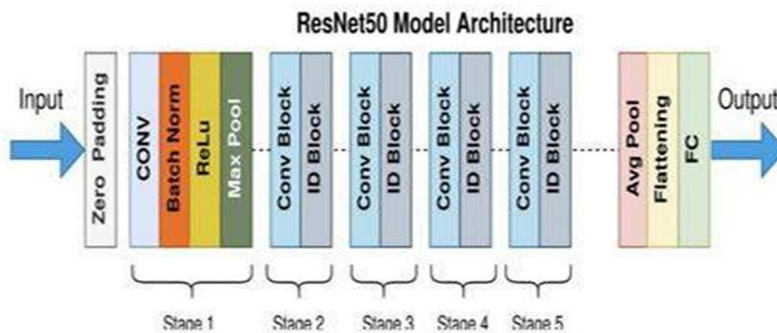 ResNet50 Model Architecture
Input
Zero Padding
CONV
Batch Norm
ReLu
Max Pool
Conv Block
ID Block
Conv Block
ID Block
Conv Block
ID Block
Conv Block
ID Block
Avg Pool
Flattening
FC
Output
Stage 1
Stage 2
Stage 3
Stage 4
Stage 5